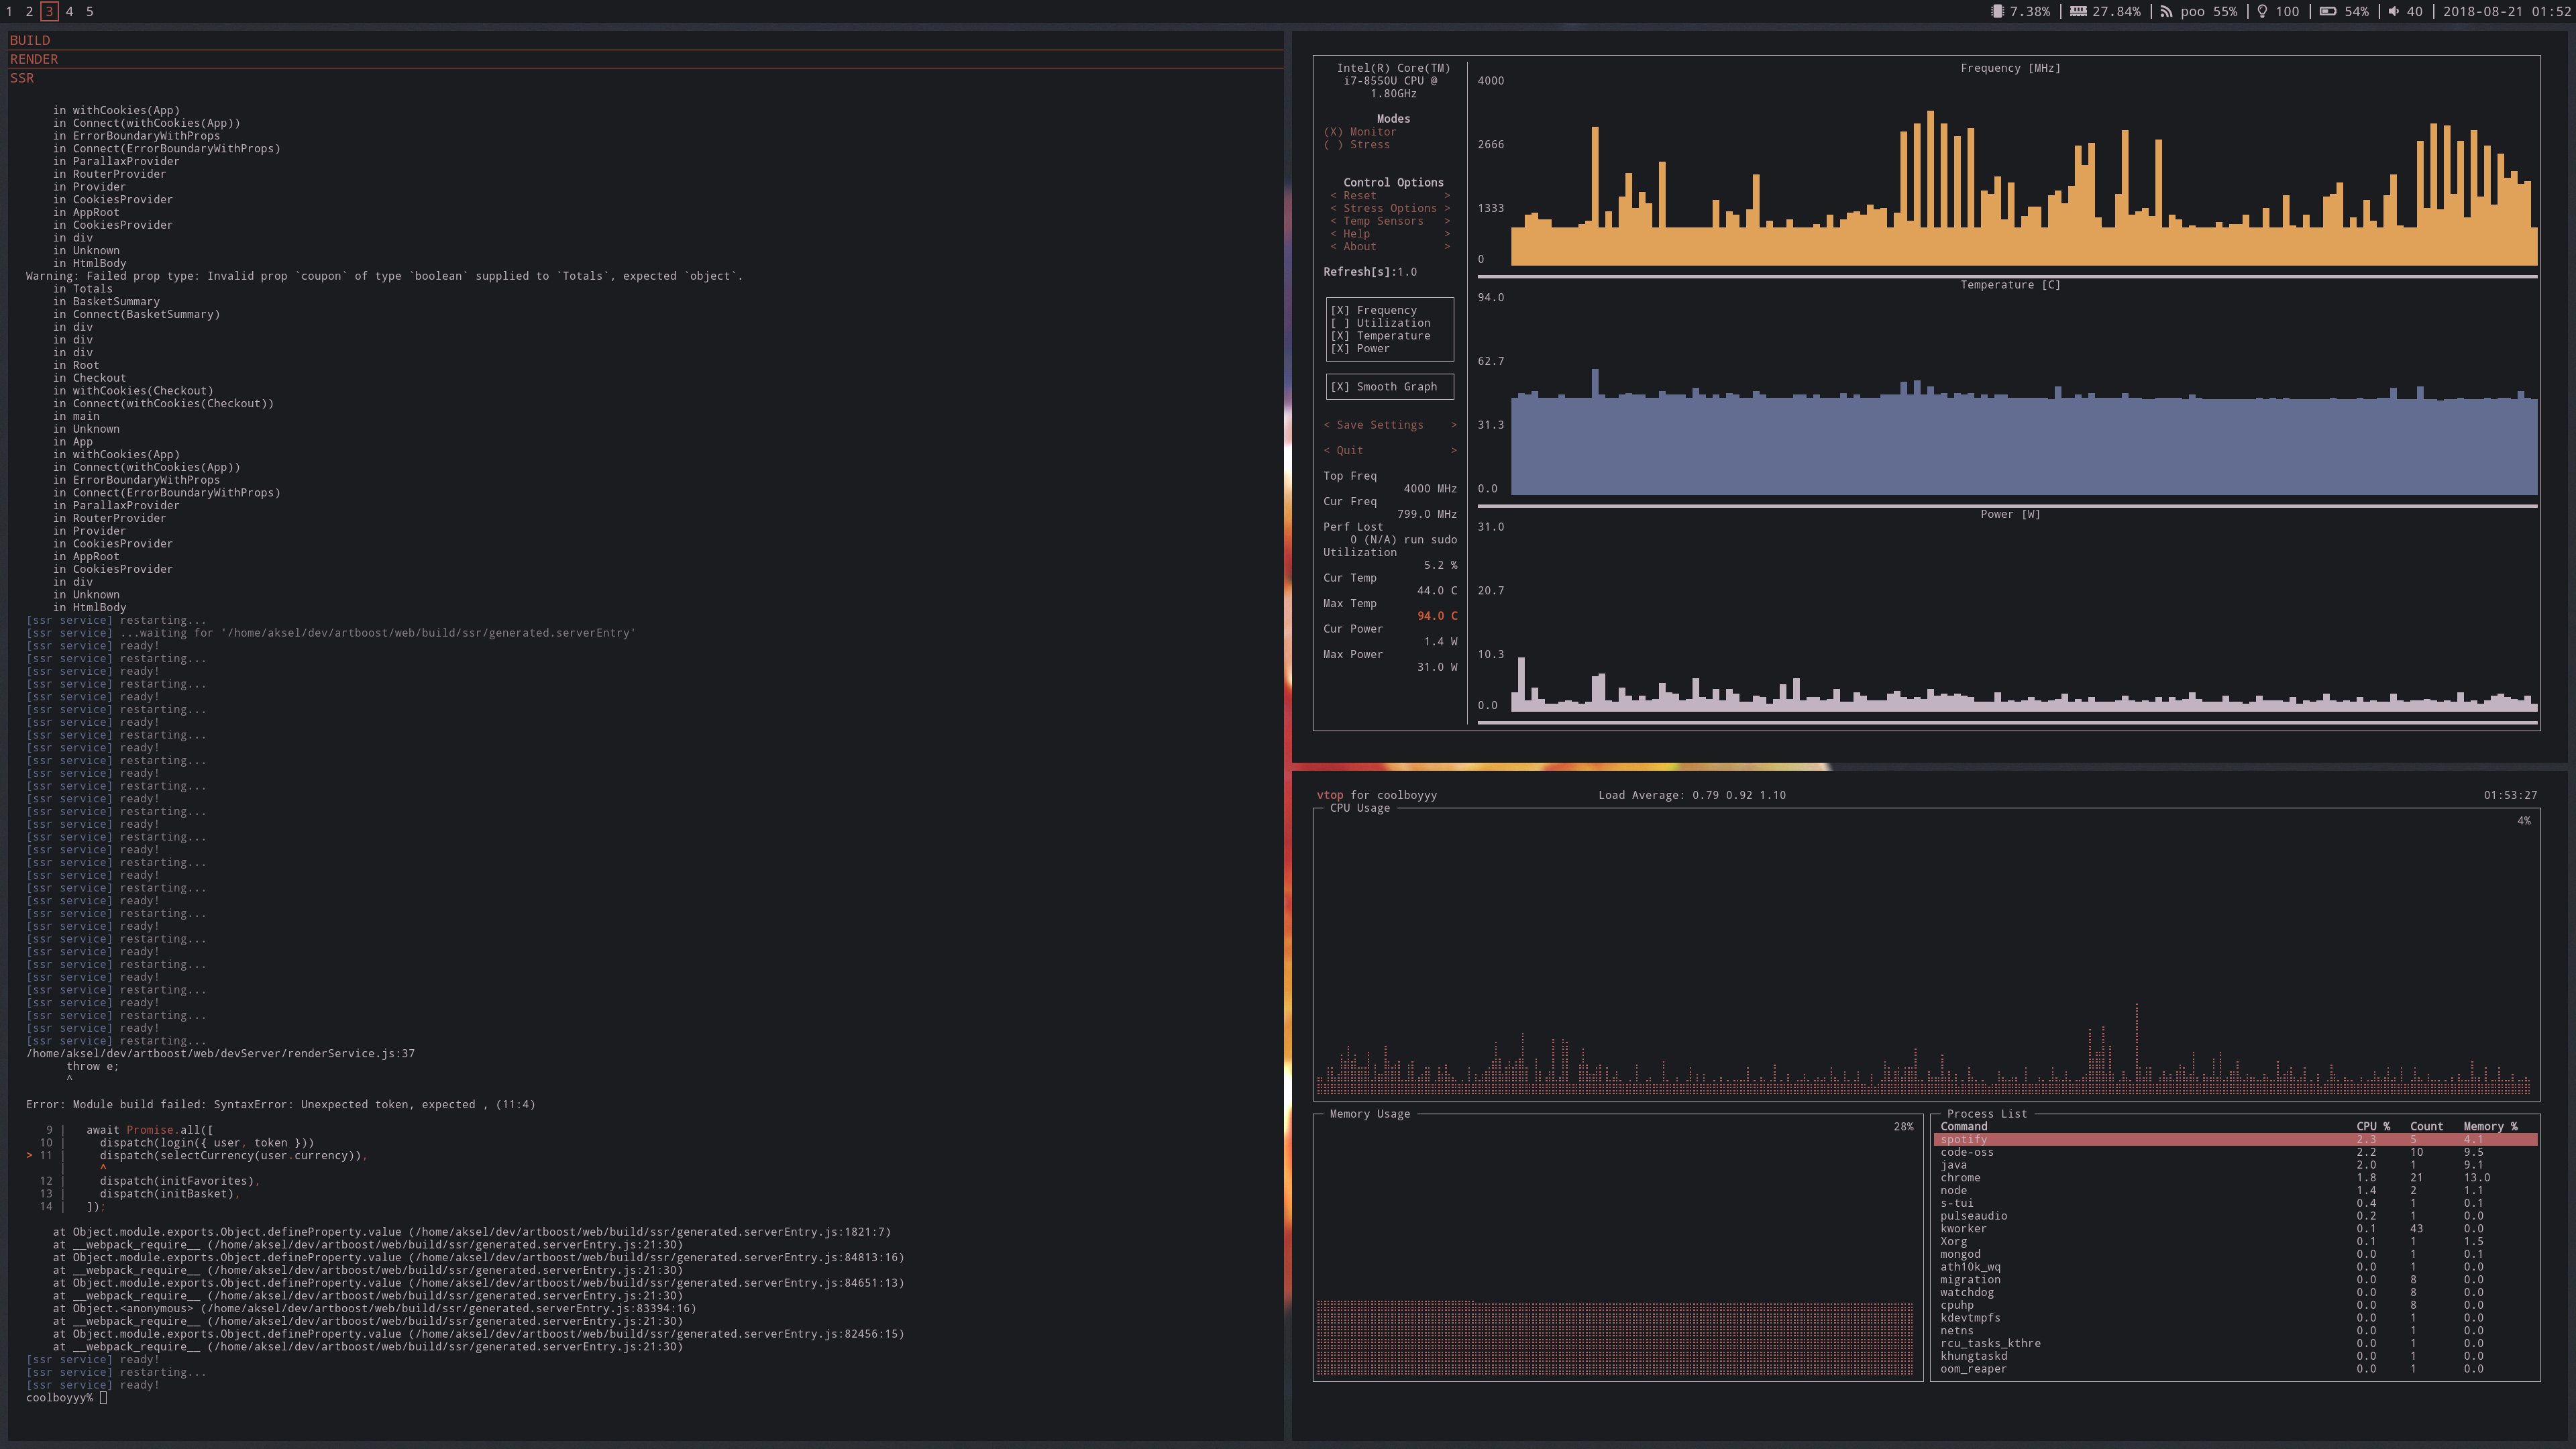 1 2 3 4 5
7.38% | 27.84% | poo 55% | 100 | 54% | 40 | 2018-08-21 01:52
BUILD
RENDER
SSR
in withCookies(App)
in Connect(withCookies(App))
in ErrorBoundaryWithProps
in Connect(ErrorBoundaryWithProps)
in ParallaxProvider
in RouterProvider
in Provider
in CookiesProvider
in AppRoot
in CookiesProvider
in div
in Unknown
in HtmlBody
Warning: Failed prop type: Invalid prop `coupon` of type `boolean` supplied to `Totals`, expected `object`.
in Totals
in BasketSummary
in Connect(BasketSummary)
in div
in div
in div
in Root
in Checkout
in withCookies(Checkout)
in Connect(withCookies(Checkout))
in main
in Unknown
in App
in withCookies(App)
in Connect(withCookies(App))
in ErrorBoundaryWithProps
in Connect(ErrorBoundaryWithProps)
in ParallaxProvider
in RouterProvider
in Provider
in CookiesProvider
in AppRoot
in CookiesProvider
in div
in Unknown
in HtmlBody
[ssr service] restarting...
[ssr service] ...waiting for '/home/aksel/dev/artboost/web/build/ssr/generated.serverEntry'
[ssr service] ready!
[ssr service] restarting...
[ssr service] ready!
[ssr service] restarting...
[ssr service] ready!
[ssr service] restarting...
[ssr service] ready!
[ssr service] restarting...
[ssr service] ready!
[ssr service] restarting...
[ssr service] ready!
[ssr service] restarting...
[ssr service] ready!
[ssr service] restarting...
[ssr service] ready!
[ssr service] restarting...
[ssr service] ready!
[ssr service] restarting...
[ssr service] ready!
[ssr service] restarting...
[ssr service] ready!
[ssr service] restarting...
[ssr service] ready!
[ssr service] restarting...
[ssr service] ready!
[ssr service] restarting...
[ssr service] ready!
[ssr service] restarting...
[ssr service] ready!
[ssr service] restarting...
[ssr service] ready!
[ssr service] restarting...
/home/aksel/dev/artboost/web/devServer/renderService.js:37
throw e;
^
Error: Module build failed: SyntaxError: Unexpected token, expected , (11:4)
9 | await Promise.all([
10 | dispatch(login({ user, token }))
> 11 | dispatch(selectCurrency(user.currency)),
| ^
12 | dispatch(initFavorites),
13 | dispatch(initBasket),
14 | ]);
at Object.module.exports.Object.defineProperty.value (/home/aksel/dev/artboost/web/build/ssr/generated.serverEntry.js:1821:7)
at __webpack_require__ (/home/aksel/dev/artboost/web/build/ssr/generated.serverEntry.js:21:30)
at Object.module.exports.Object.defineProperty.value (/home/aksel/dev/artboost/web/build/ssr/generated.serverEntry.js:84813:16)
at __webpack_require__ (/home/aksel/dev/artboost/web/build/ssr/generated.serverEntry.js:21:30)
at Object.module.exports.Object.defineProperty.value (/home/aksel/dev/artboost/web/build/ssr/generated.serverEntry.js:84651:13)
at __webpack_require__ (/home/aksel/dev/artboost/web/build/ssr/generated.serverEntry.js:21:30)
at Object.<anonymous> (/home/aksel/dev/artboost/web/build/ssr/generated.serverEntry.js:83394:16)
at __webpack_require__ (/home/aksel/dev/artboost/web/build/ssr/generated.serverEntry.js:21:30)
at Object.module.exports.Object.defineProperty.value (/home/aksel/dev/artboost/web/build/ssr/generated.serverEntry.js:82456:15)
at __webpack_require__ (/home/aksel/dev/artboost/web/build/ssr/generated.serverEntry.js:21:30)
[ssr service] ready!
[ssr service] restarting...
[ssr service] ready!
coolboyyy%
Intel(R) Core(TM)
i7-8550U CPU @
1.80GHz
Modes
(X) Monitor
( ) Stress
Control Options
< Reset >
< Stress Options >
< Temp Sensors >
< Help >
< About >
Refresh[s]:1.0
[X] Frequency
[ ] Utilization
[X] Temperature
[X] Power
[X] Smooth Graph
< Save Settings >
< Quit >
Top Freq
4000 MHz
Cur Freq
799.0 MHz
Perf Lost
0 (N/A) run sudo
Utilization
5.2 %
Cur Temp
44.0 C
Max Temp
94.0 C
Cur Power
1.4 W
Max Power
31.0 W
Frequency [MHz]
4000
2666
1333
0
Temperature [C]
94.0
62.7
31.3
0.0
Power [W]
31.0
20.7
10.3
0.0
vtop for coolboyyy Load Average: 0.79 0.92 1.10 01:53:27
CPU Usage
4%
Memory Usage
28%
Process List
Command CPU % Count Memory %
spotify 2.3 5 4.1
code-oss 2.2 10 9.5
java 2.0 1 9.1
chrome 1.8 21 13.0
node 1.4 2 1.1
s-tui 0.4 1 0.1
pulseaudio 0.2 1 0.0
kworker 0.1 43 0.0
Xorg 0.1 1 1.5
mongod 0.0 1 0.1
ath10k_wq 0.0 1 0.0
migration 0.0 8 0.0
watchdog 0.0 8 0.0
cpuhp 0.0 8 0.0
kdevtmpfs 0.0 1 0.0
netns 0.0 1 0.0
rcu_tasks_kthre 0.0 1 0.0
khungtaskd 0.0 1 0.0
oom_reaper 0.0 1 0.0